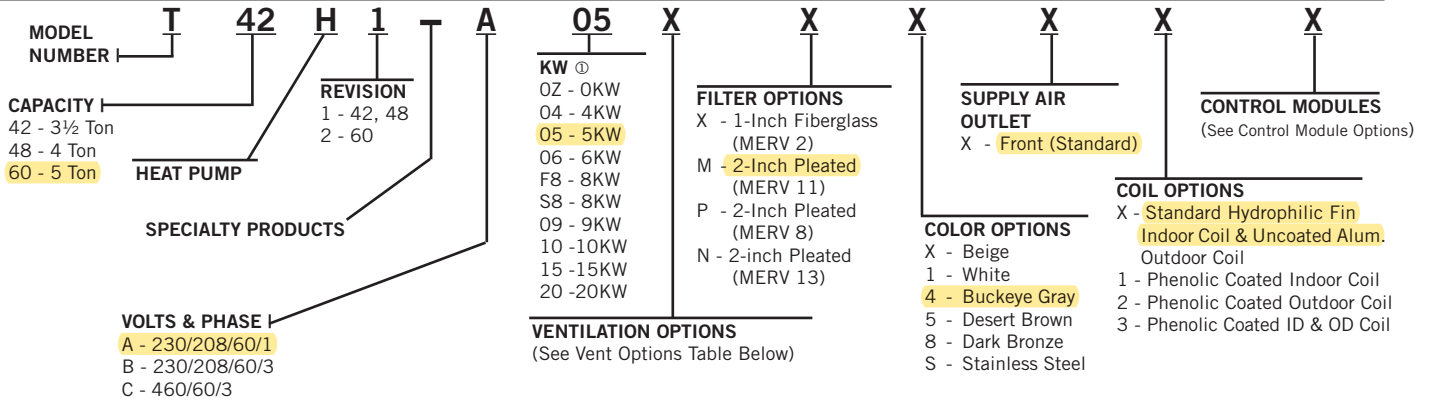 MODEL
NUMBER
T 42 H 1 – A 05 X X X X X X
CAPACITY
42 - 3½ Ton
48 - 4 Ton
60 - 5 Ton
HEAT PUMP
REVISION
1 - 42, 48
2 - 60
SPECIALTY PRODUCTS
VOLTS & PHASE
A - 230/208/60/1
B - 230/208/60/3
C - 460/60/3
KW ①
0Z - 0KW
04 - 4KW
05 - 5KW
06 - 6KW
F8 - 8KW
S8 - 8KW
09 - 9KW
10 -10KW
15 -15KW
20 -20KW
VENTILATION OPTIONS
(See Vent Options Table Below)
FILTER OPTIONS
X - 1-Inch Fiberglass
(MERV 2)
M - 2-Inch Pleated
(MERV 11)
P - 2-Inch Pleated
(MERV 8)
N - 2-inch Pleated
(MERV 13)
COLOR OPTIONS
X - Beige
1 - White
4 - Buckeye Gray
5 - Desert Brown
8 - Dark Bronze
S - Stainless Steel
SUPPLY AIR
OUTLET
X - Front (Standard)
COIL OPTIONS
X - Standard Hydrophilic Fin
Indoor Coil & Uncoated Alum.
Outdoor Coil
1 - Phenolic Coated Indoor Coil
2 - Phenolic Coated Outdoor Coil
3 - Phenolic Coated ID & OD Coil
CONTROL MODULES
(See Control Module Options)